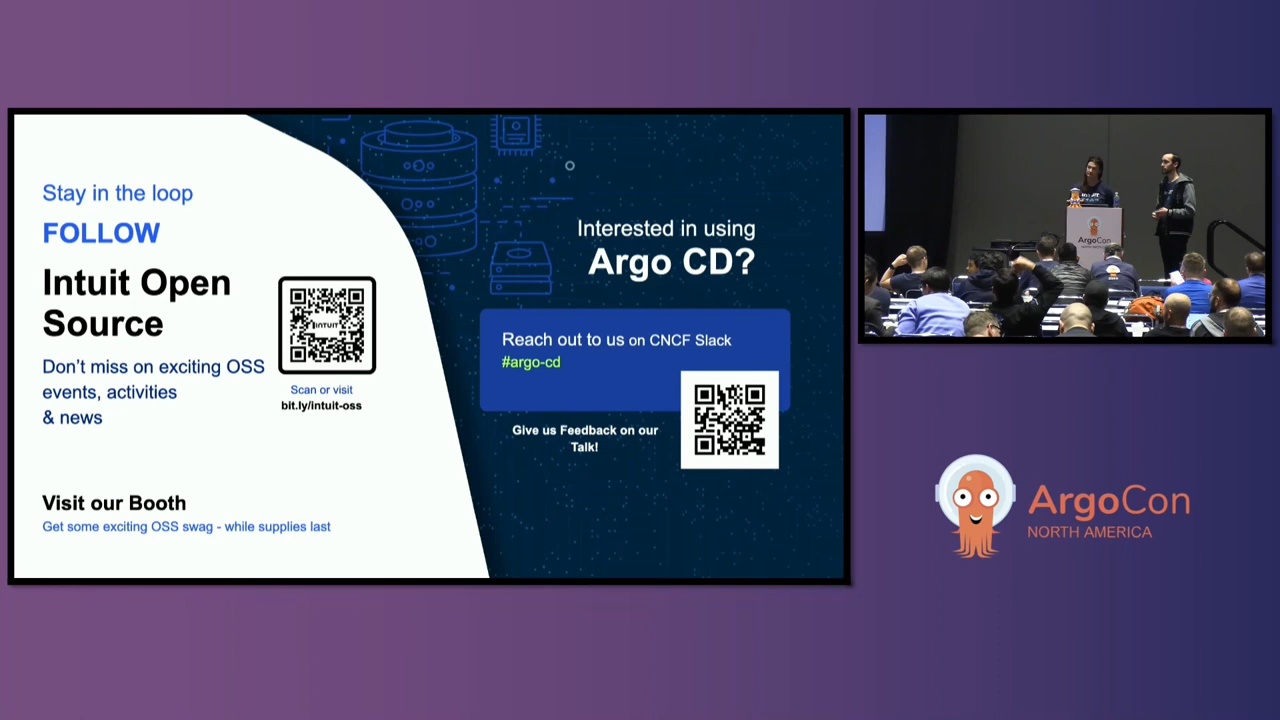 Stay in the loop
FOLLOW
Intuit Open
Source
Don't miss on exciting OSS
events, activities
& news
INTUIT
Scan or visit
bit.ly/intuit-oss
Visit our Booth
Get some exciting OSS swag - while supplies last
Interested in using
Argo CD?
Reach out to us on CNCF Slack
#argo-cd
Give us Feedback on our
Talk!
ArgoCon
ArgoCon
NORTH AMERICA